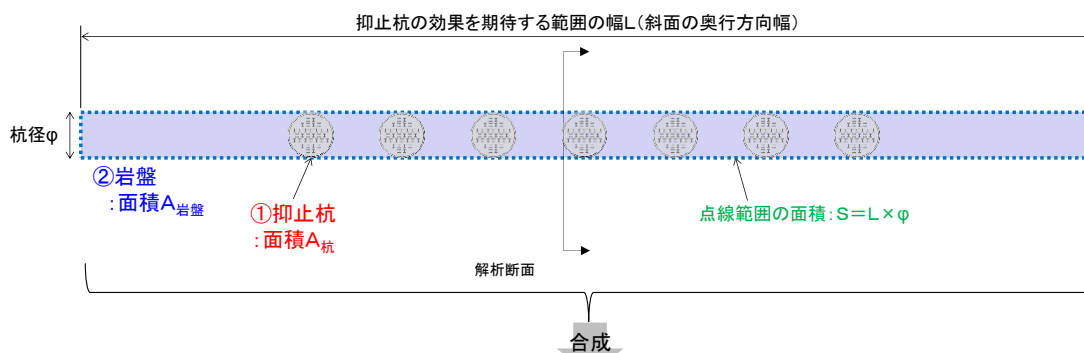 抑止杭の効果を期待する範囲の幅L(斜面の奥行方向幅)
杭径φ
②岩盤
:面積A岩盤
①抑止杭
:面積A杭
点線範囲の面積:S=L×φ
解析断面
合成